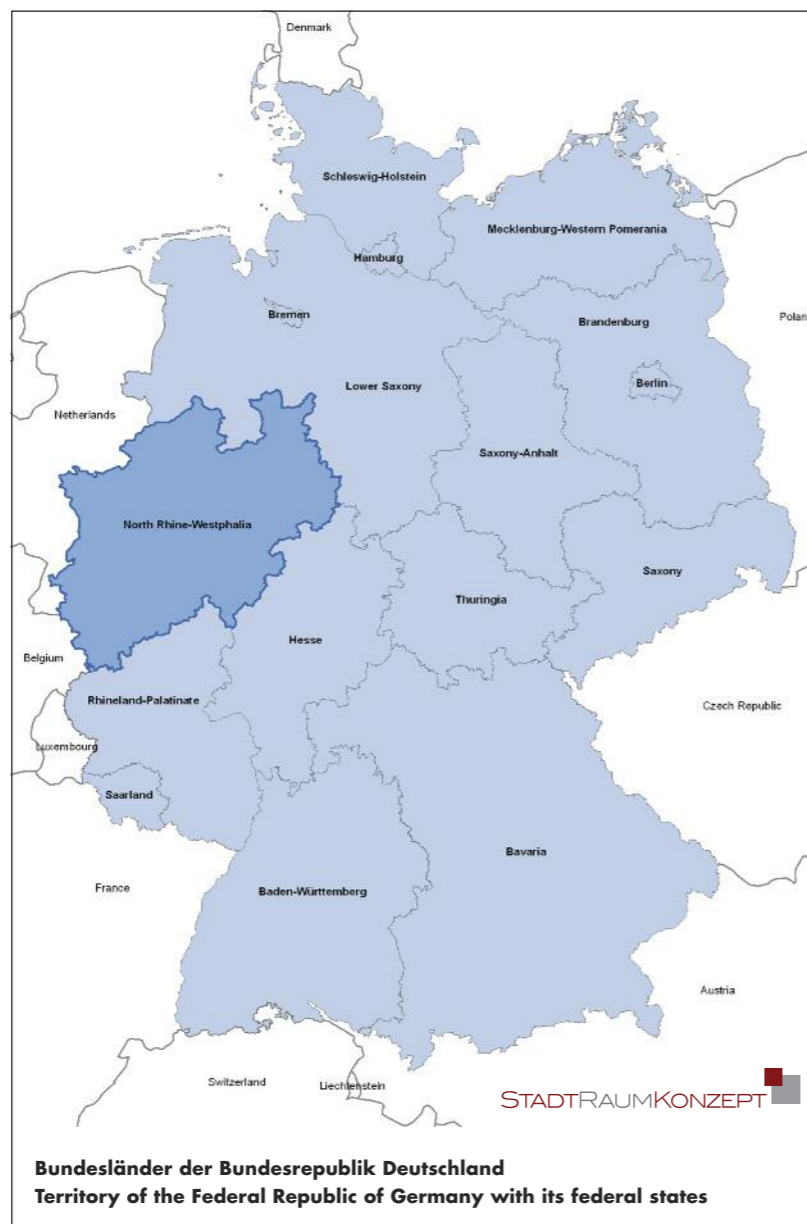 Denmark
Schleswig-Holstein
Mecklenburg-Western Pomerania
Hamburg
Bremen
Brandenburg
Polan
Berlin
Lower Saxony
Netherlands
Saxony-Anhalt
North Rhine-Westphalia
Saxony
Thuringia
Hesse
Belgium
Rhineland-Palatinate
Czech Republic
Luxembourg
Saarland
Bavaria
France
Baden-Württemberg
Austria
Switzerland
Liechtenstein
STADTRAUMKONZEPT
Bundesländer der Bundesrepublik Deutschland
Territory of the Federal Republic of Germany with its federal states